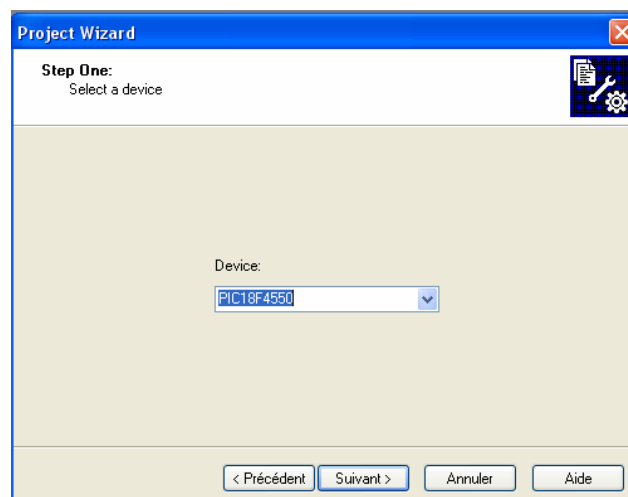 Project Wizard
Step One:
Select a device
Device:
PIC18F4550
< Précédent Suivant > Annuler Aide